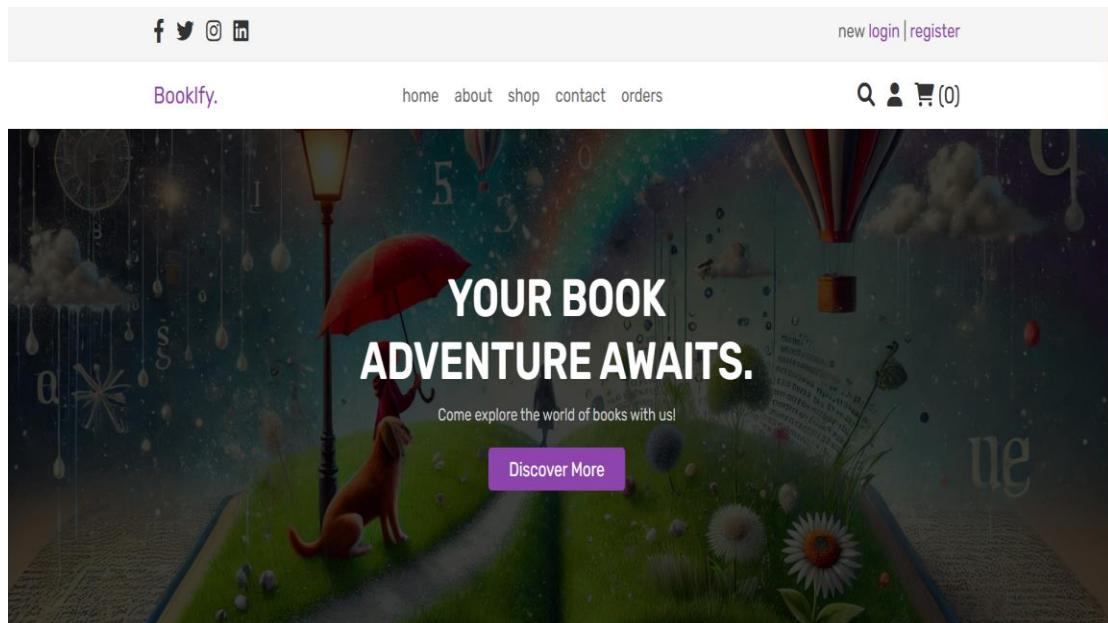 new login | register
BookIfy.
home about shop contact orders
(0)
YOUR BOOK
ADVENTURE AWAITS.
Come explore the world of books with us!
Discover More